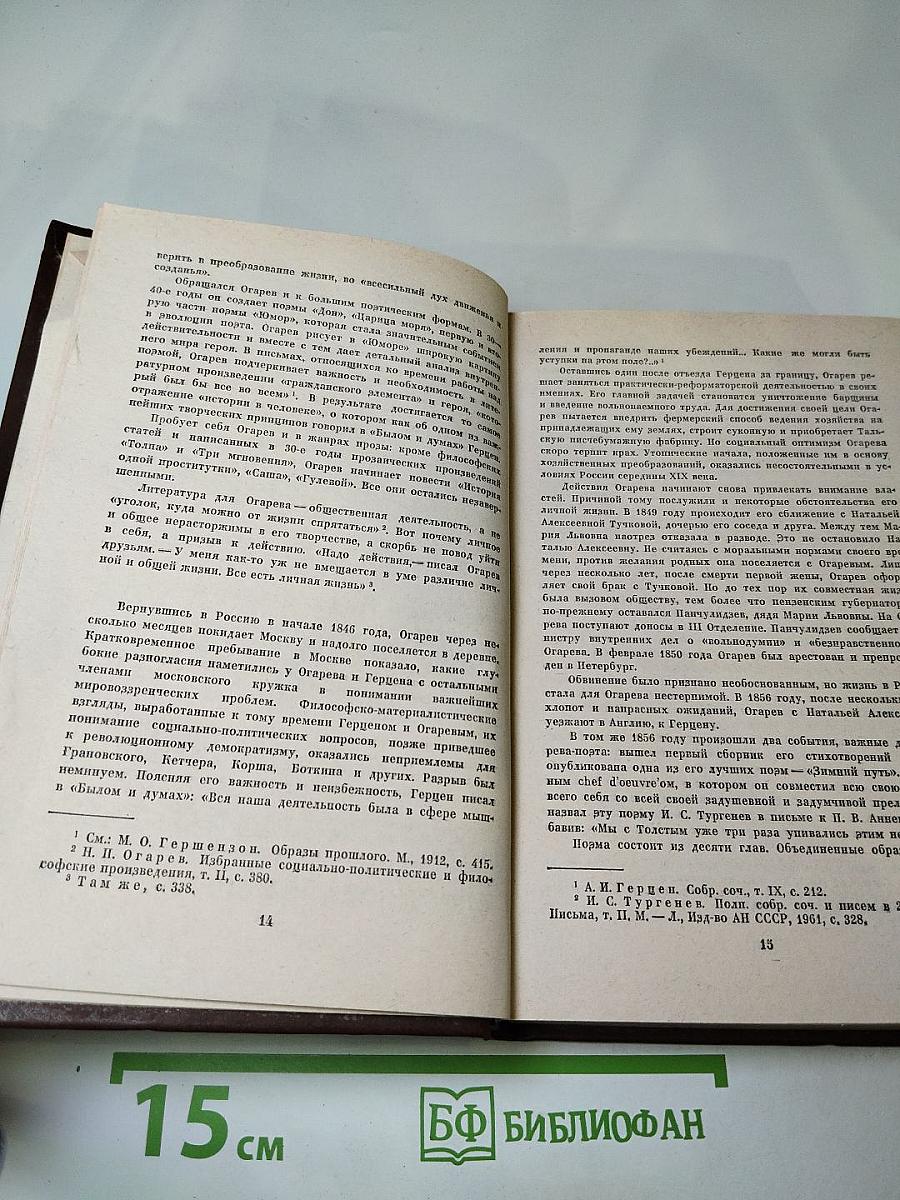 верить в преобразование жизни, во «всесильный дух движенья и
созданья».
Обращался Огарев и к большим поэтическим формам. В 30—
40-е годы он создает поэмы «Дон», «Царица моря», первую и вто-
рую части поэмы «Юмор», которая стала значительным событием
в эволюции поэта. Огарев рисует в «Юморе» широкую картину
действительности и вместе с тем дает детальный анализ внутрен-
него мира героя. В письмах, относящихся ко времени работы над
поэмой, Огарев подчеркивает важность и необходимость в лите-
ратурном произведении «гражданского элемента» и героя, «кото-
рый был бы все во всем» 1. В результате достигается то самое
отражение «истории в человеке», о котором как об одном из важ-
нейших творческих принципов говорил в «Былом и думах» Герцен.
Пробует себя Огарев и в жанрах прозы: кроме философских
статей и написанных в 30-е годы прозаических произведений
«Толпа» и «Три мгновения», Огарев начинает повести «История
одной проститутки», «Саша», «Гулевой». Все они остались незавер-
шенными.
Литература для Огарева — общественная деятельность, а не
«уголок, куда можно от жизни спрятаться» 2. Вот почему личное
и общее нерасторжимы в его творчестве, а скорбь не повод уйти
в себя, а призыв к действию. «Надо действия,— писал Огарев
друзьям.— У меня как-то уж не вмещается в уме различие лич-
ной и общей жизни. Все есть личная жизнь» 3.
Вернувшись в Россию в начале 1846 года, Огарев через не-
сколько месяцев покидает Москву и надолго поселяется в деревне.
Кратковременное пребывание в Москве показало, какие глу-
бокие разногласия наметились у Огарева и Герцена с остальными
членами московского кружка в понимании важнейших
мировоззренческих проблем. Философско-материалистические
взгляды, выработанные к тому времени Герценом и Огаревым, их
понимание социально-политических вопросов, позже приведшее
к революционному демократизму, оказались неприемлемы для
Грановского, Кетчера, Корша, Боткина и других. Разрыв был
неминуем. Поясняя его важность и неизбежность, Герцен писал
в «Былом и думах»: «Вся наша деятельность была в сфере мыш-
1 См.: М. О. Гершензон. Образы прошлого. М., 1912, с. 415.
2 Н. П. Огарев. Избранные социально-политические и фило-
софские произведения, т. II, с. 380.
3 Там же, с. 338.
14
ления и пропаганде наших убеждений... Какие же могли быть
уступки на этом поле?..» 1
Оставшись один после отъезда Герцена за границу, Огарев ре-
шает заняться практически-реформаторской деятельностью в своих
имениях. Его главной задачей становится уничтожение барщины
и введение вольнонаемного труда. Для достижения своей цели Ога-
рев пытается внедрить фермерский способ ведения хозяйства на
принадлежащих ему землях, строит суконную и приобретает Таль-
скую писчебумажную фабрику. Но социальный оптимизм Огарева
скоро терпит крах. Утопические начала, положенные им в основу
хозяйственных преобразований, оказались несостоятельными в ус-
ловиях России середины XIX века.
Действия Огарева начинают снова привлекать внимание вла-
стей. Причиной тому послужили и некоторые обстоятельства его
личной жизни. В 1849 году происходит его сближение с Натальей
Алексеевной Тучковой, дочерью его соседа и друга. Между тем Ма-
рия Львовна наотрез отказала в разводе. Это не остановило На-
талью Алексеевну. Не считаясь с моральными нормами своего вре-
мени, против желания родных она поселяется с Огаревым. Лиш
через несколько лет, после смерти первой жены, Огарев офор
ляет свой брак с Тучковой. Но до тех пор их совместная жиз
была вызовом обществу, тем более что пензенским губернатор
по-прежнему оставался Панчулидзев, дядя Марии Львовны. На О
рева поступают доносы в III Отделение. Панчулидзев сообщает
нистру внутренних дел о «вольнодумии» и «безнравственно
Огарева. В феврале 1850 года Огарев был арестован и препро
ден в Петербург.
Обвинение было признано необоснованным, но жизнь в Р
стала для Огарева нестерпимой. В 1856 году, после нескольк
хлопот и напрасных ожиданий, Огарев с Натальей Алекс
уезжают в Англию, к Герцену.
В том же 1856 году произошли два события, важные д
рева-поэта: вышел первый сборник его стихотворений
опубликована одна из его лучших поэм — «Зимний путь».
ным chef d'oeuvre'ом, в котором он совместил всю свою
всего себя со всей своей задушевной и задумчивой прел
назвал эту поэму И. С. Тургенев в письме к П. В. Аннен
бавив: «Мы с Толстым уже три раза упивались этим не
Поэма состоит из десяти глав. Объединенные образ
1 А. И. Герцен. Собр. соч., т. IX, с. 212.
2 И. С. Тургенев. Полн. собр. соч. и писем в 2
Письма, т. II, М.— Л., Изд-во АН СССР, 1961, с. 328.
15
15 см
БФ БИБЛИОФАН